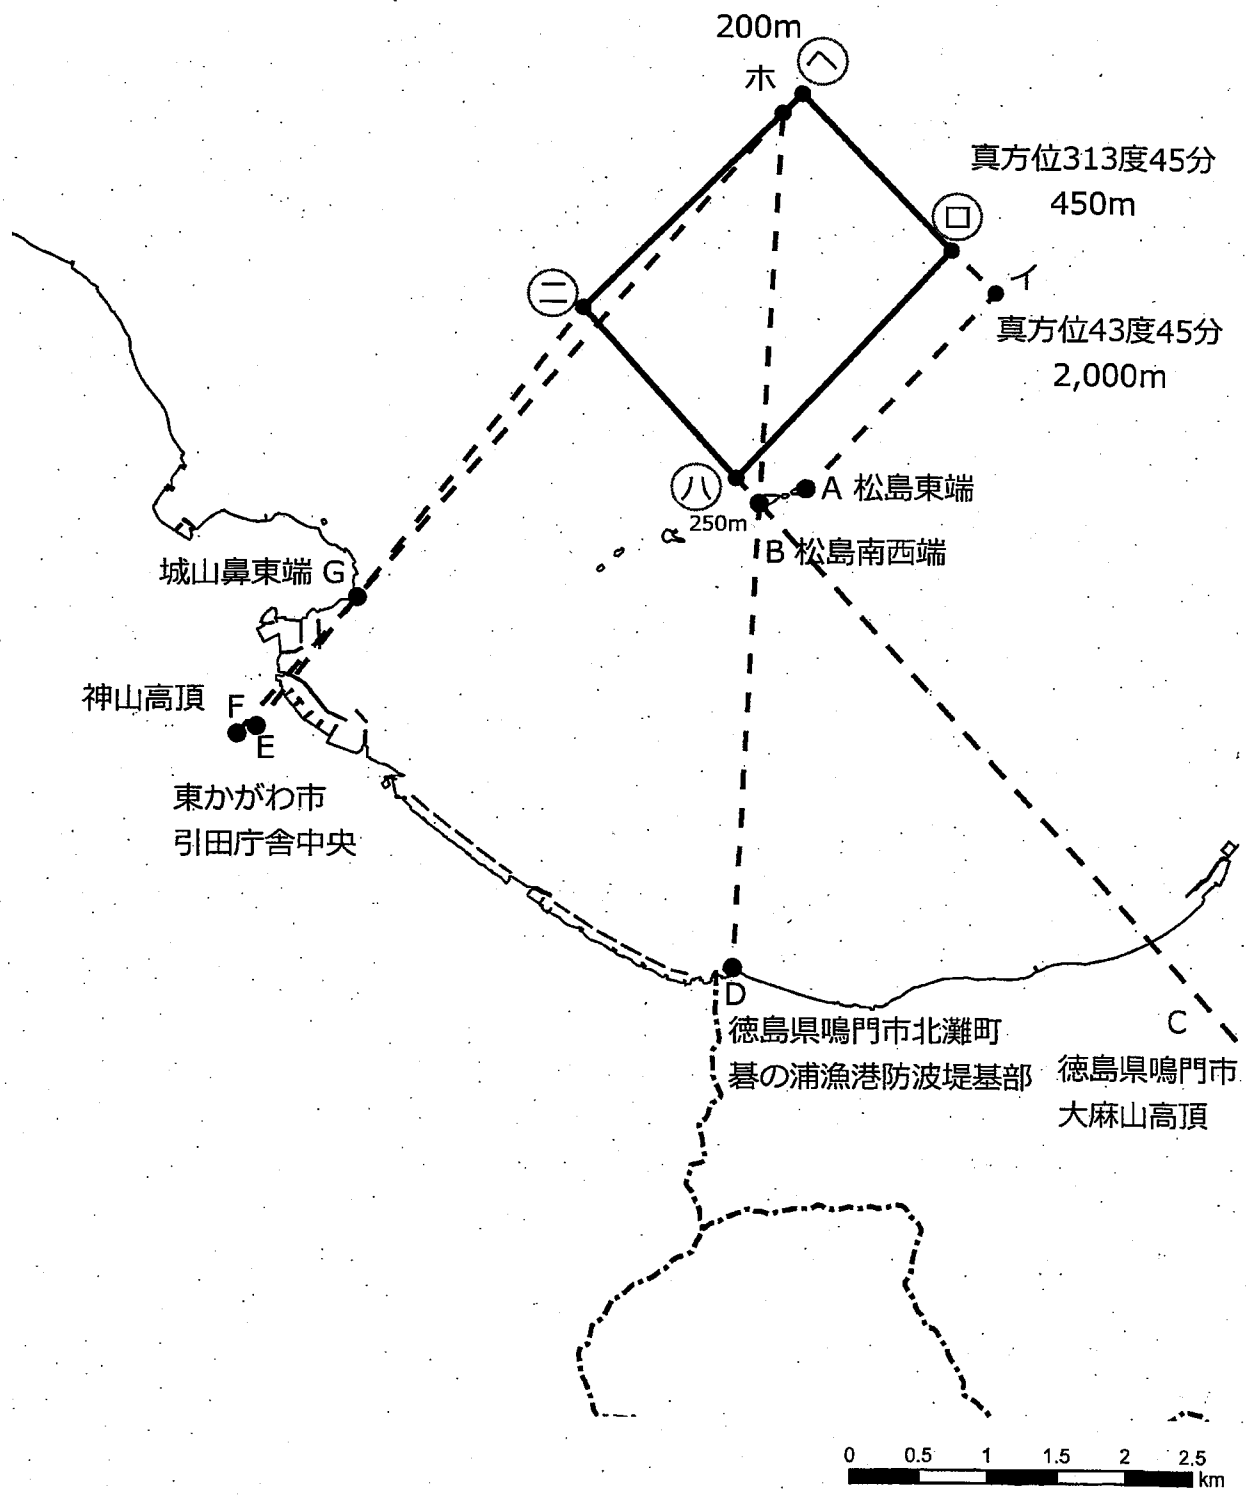 200m
ヘ
ホ
真方位313度45分
450m
ロ
イ
ニ
真方位43度45分
2,000m
ハ
A 松島東端
250m
B 松島南西端
城山鼻東端 G
神山高頂
F
E
東かがわ市
引田庁舎中央
D
徳島県鳴門市北灘町
碁の浦漁港防波堤基部
C
徳島県鳴門市
大麻山高頂
0 0.5 1 1.5 2 2.5
km